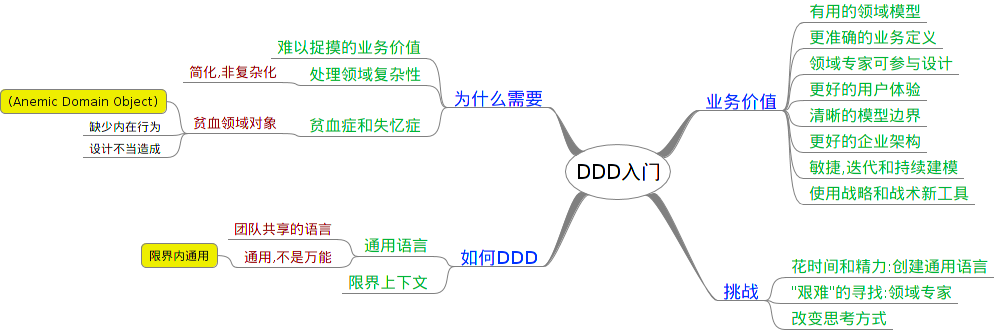 DDD入门
为什么需要
难以捉摸的业务价值
处理领域复杂性
简化,非复杂化
贫血症和失忆症
贫血领域对象
(Anemic Domain Object)
缺少内在行为
设计不当造成
如何DDD
通用语言
团队共享的语言
通用,不是万能
限界内通用
限界上下文
业务价值
有用的领域模型
更准确的业务定义
领域专家可参与设计
更好的用户体验
清晰的模型边界
更好的企业架构
敏捷,迭代和持续建模
使用战略和战术新工具
挑战
花时间和精力:创建通用语言
"艰难"的寻找:领域专家
改变思考方式